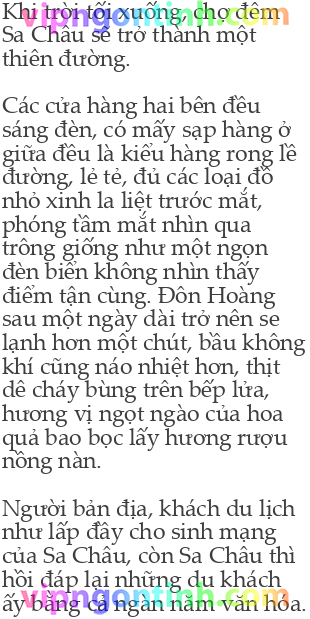 Khi trời tối xuống, chợ đêm
Sa Châu sẽ trở thành một
thiên đường.
Các cửa hàng hai bên đều
sáng đèn, có mấy sạp hàng ở
giữa đều là kiểu hàng rong lề
đường, lẻ tẻ, đủ các loại đồ
nhỏ xinh la liệt trước mắt,
phóng tầm mắt nhìn qua
trông giống như một ngọn
đèn biển không nhìn thấy
điểm tận cùng. Đôn Hoàng
sau một ngày dài trở nên se
lạnh hơn một chút, bầu không
khí cũng náo nhiệt hơn, thịt
dê cháy bùng trên bếp lửa,
hương vị ngọt ngào của hoa
quả bao bọc lấy hương rượu
nồng nàn.
Người bản địa, khách du lịch
như lấp đầy cho sinh mạng
của Sa Châu, còn Sa Châu thì
hồi đáp lại những du khách
ấy bằng cả ngàn năm văn hóa.
vipngontinh.com
vipngontinh.com